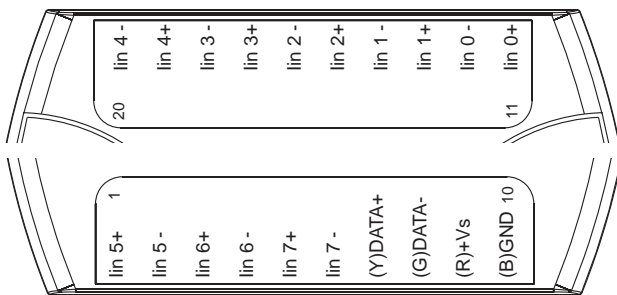 Iin 4 -
Iin 4+
Iin 3 -
Iin 3+
Iin 2 -
Iin 2+
Iin 1 -
Iin 1+
Iin 0 -
Iin 0+
20
11
1
10
Iin 5+
Iin 5 -
Iin 6+
Iin 6 -
Iin 7+
Iin 7 -
(Y)DATA+
(G)DATA-
(R)+Vs
(B)GND